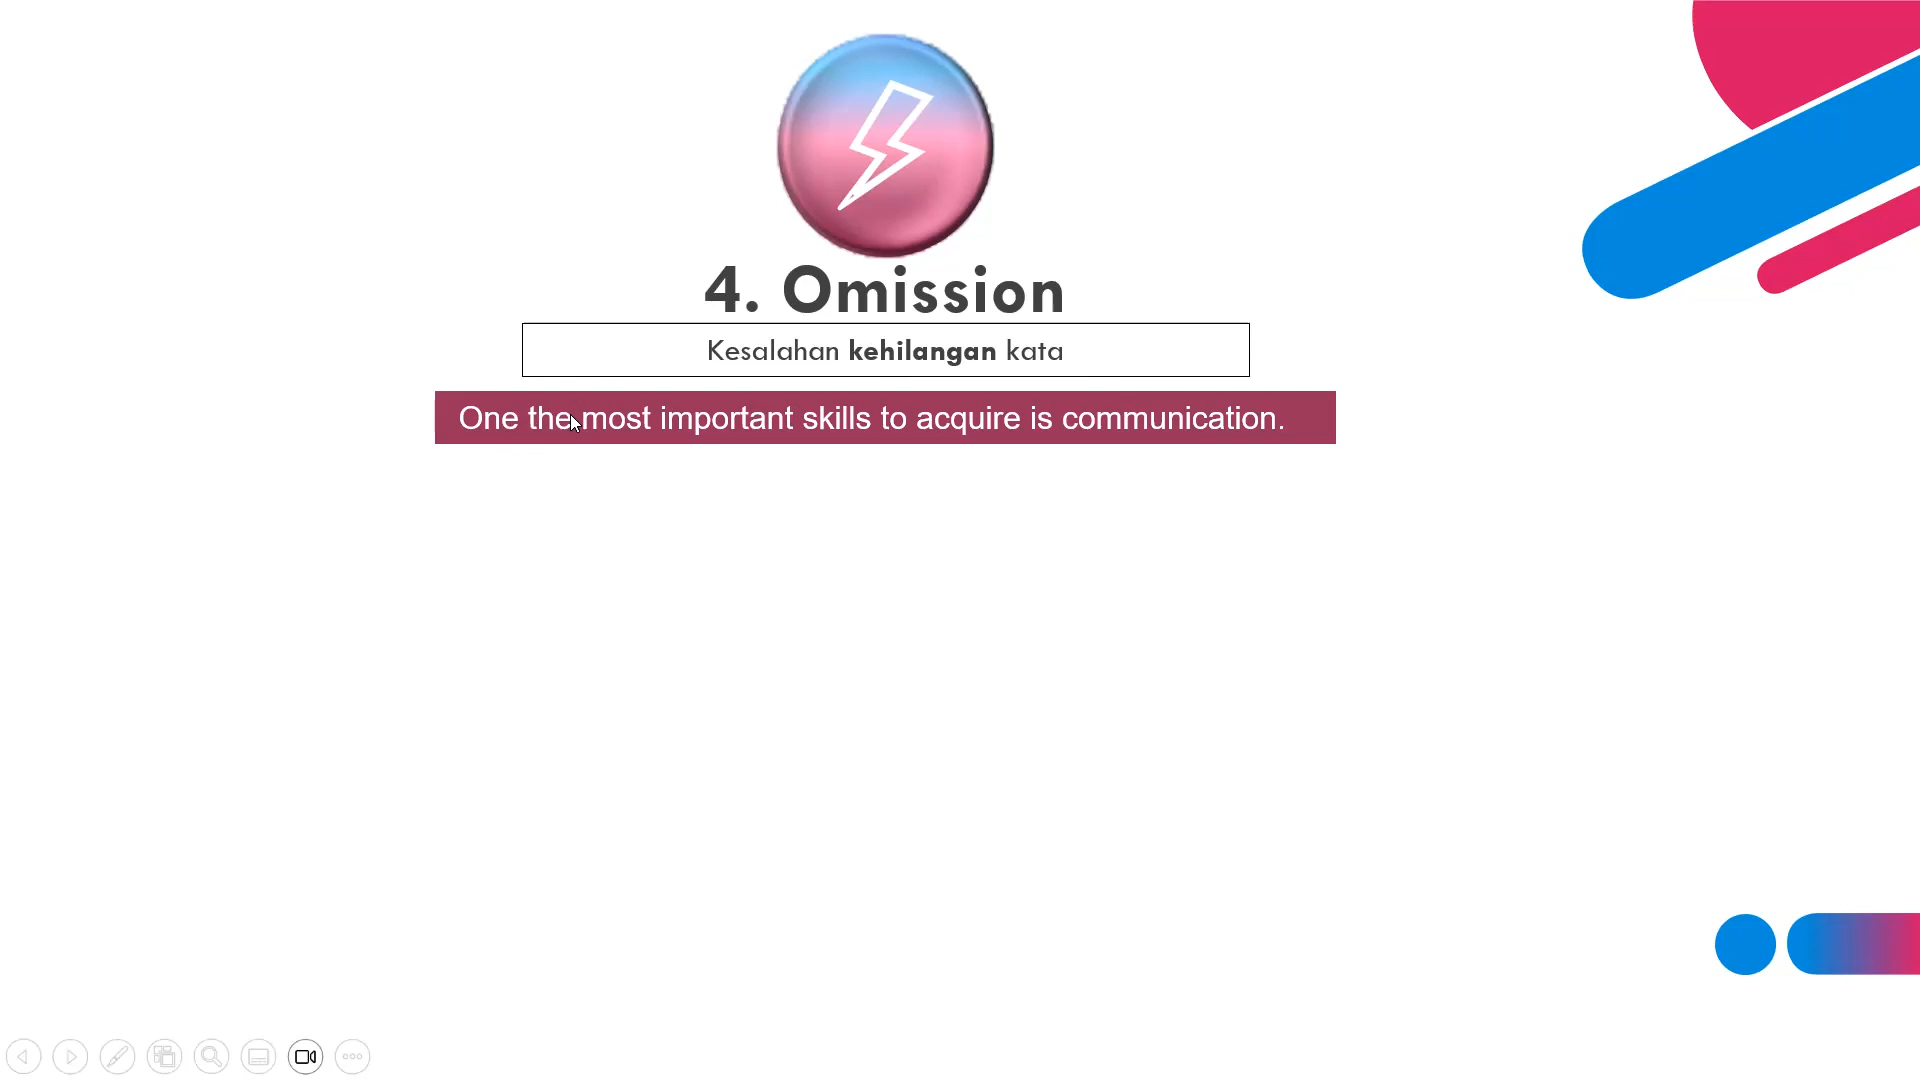 4. Omission
Kesalahan kehilangan kata
One the most important skills to acquire is communication.